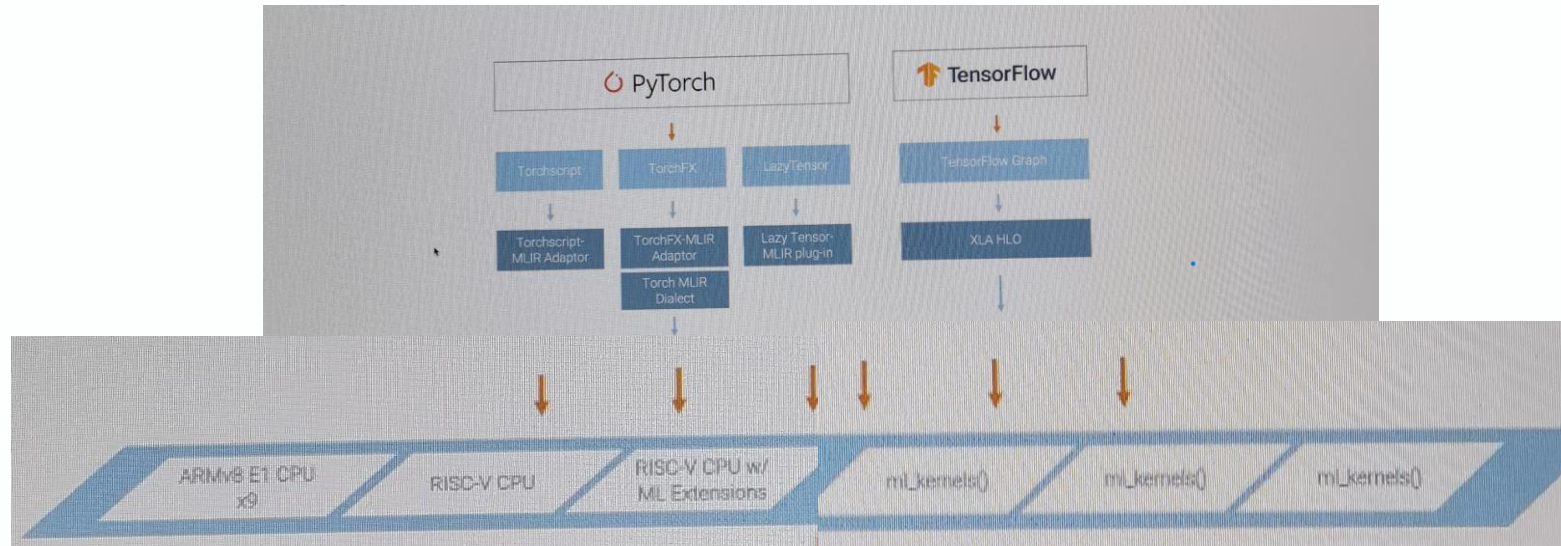 PyTorch
TensorFlow
Torchscript
TorchFX
LazyTensor
TensorFlow Graph
Torchscript-
MLIR Adaptor
TorchFX-MLIR
Adaptor
Lazy Tensor-
MLIR plug-in
XLA HLO
Torch MLIR
Dialect
ARMv8 E1 CPU
x9
RISC-V CPU
RISC-V CPU w/
ML Extensions
ml_kernels()
ml_kernels()
ml_kernels()